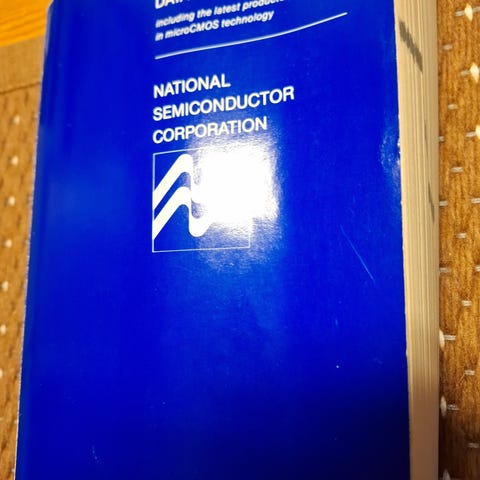 including the latest products
in microCMOS technology
NATIONAL
SEMICONDUCTOR
CORPORATION